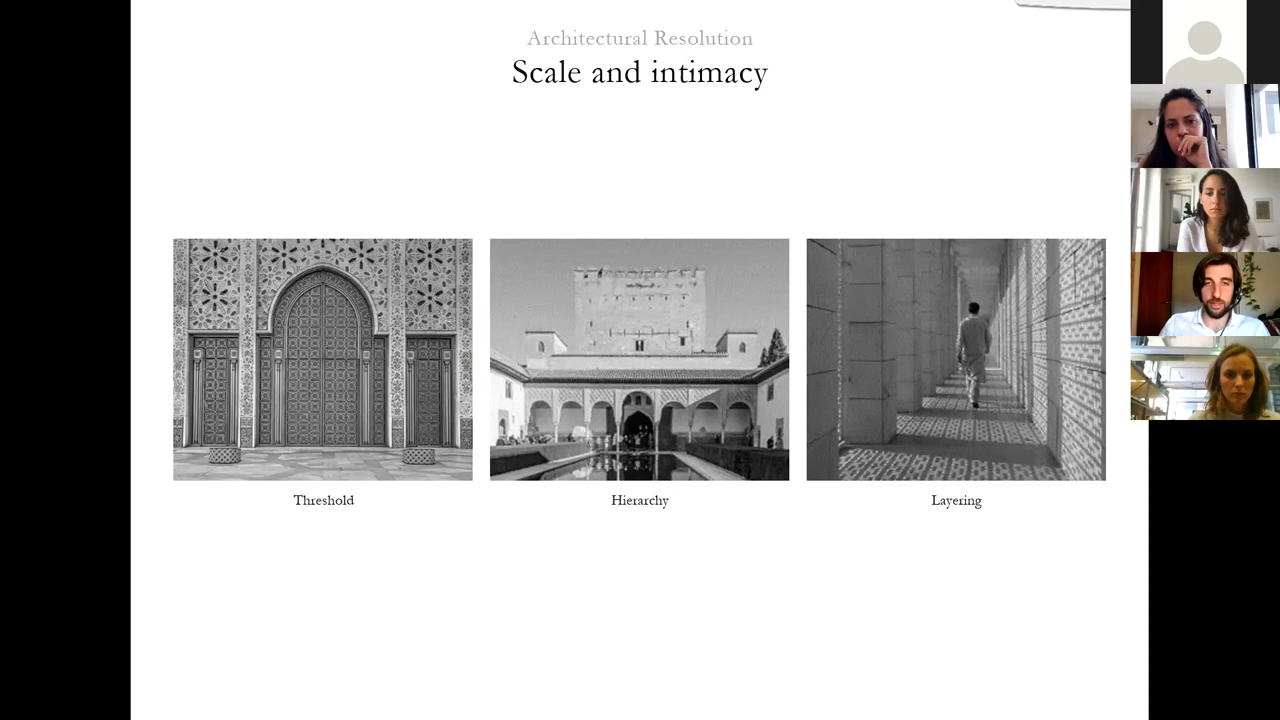 Architectural Resolution
Scale and intimacy
Threshold
Hierarchy
Layering